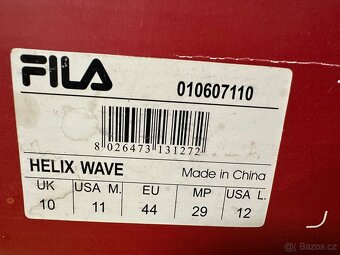 FILA
010607110
8 026473 131272
HELIX WAVE Made in China
UK USA M. EU MP USA L.
10 11 44 29 12
Bazoš.cz